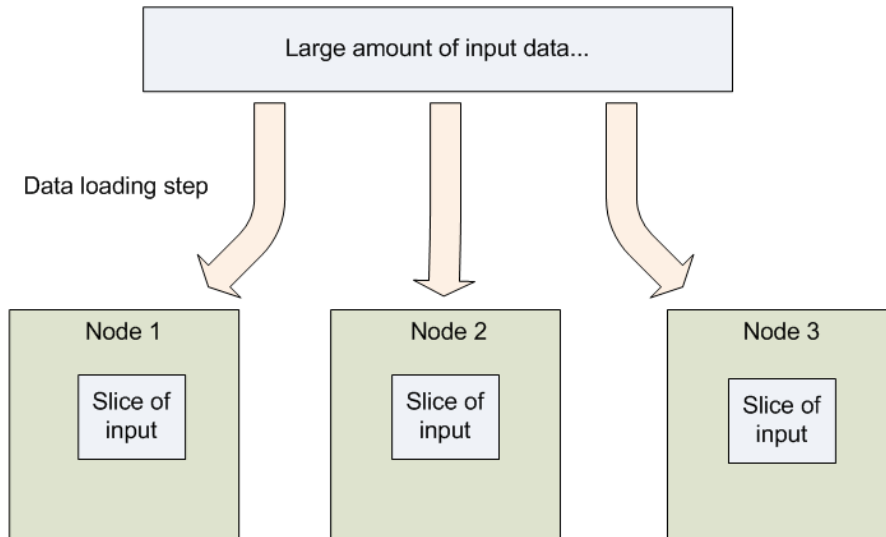 Large amount of input data...
Data loading step
Node 1
Node 2
Node 3
Slice of
input
Slice of
input
Slice of
input